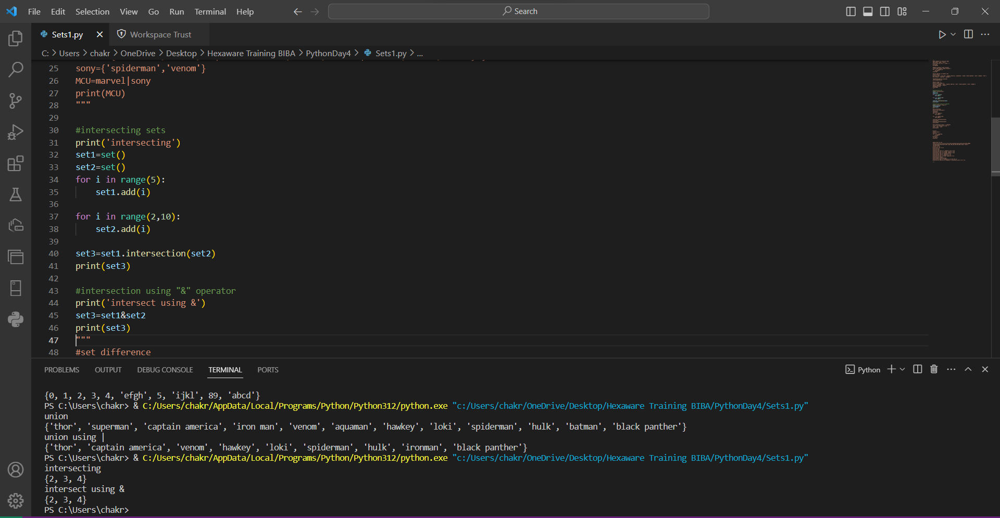 File Edit Selection View Go Run Terminal Help Search
Sets1.py Workspace Trust
C: > Users > chakr > OneDrive > Desktop > Hexaware Training BIBA > PythonDay4 > Sets1.py > ...
25 sony={'spiderman','venom'}
26 MCU=marvel|sony
27 print(MCU)
28 """
29
30 #intersecting sets
31 print('intersecting')
32 set1=set()
33 set2=set()
34 for i in range(5):
35     set1.add(i)
36
37 for i in range(2,10):
38     set2.add(i)
39
40 set3=set1.intersection(set2)
41 print(set3)
42
43 #intersection using "&" operator
44 print('intersect using &')
45 set3=set1&set2
46 print(set3)
47 """
48 #set difference
PROBLEMS OUTPUT DEBUG CONSOLE TERMINAL PORTS Python
{0, 1, 2, 3, 4, 'efgh', 5, 'ijkl', 89, 'abcd'}
PS C:\Users\chakr> & C:/Users/chakr/AppData/Local/Programs/Python/Python312/python.exe "c:/Users/chakr/OneDrive/Desktop/Hexaware Training BIBA/PythonDay4/Sets1.py"
union
{'thor', 'superman', 'captain america', 'iron man', 'venom', 'aquaman', 'hawkey', 'loki', 'spiderman', 'hulk', 'batman', 'black panther'}
union using |
{'thor', 'captain america', 'venom', 'hawkey', 'loki', 'spiderman', 'hulk', 'ironman', 'black panther'}
PS C:\Users\chakr> & C:/Users/chakr/AppData/Local/Programs/Python/Python312/python.exe "c:/Users/chakr/OneDrive/Desktop/Hexaware Training BIBA/PythonDay4/Sets1.py"
intersecting
{2, 3, 4}
intersect using &
{2, 3, 4}
PS C:\Users\chakr>